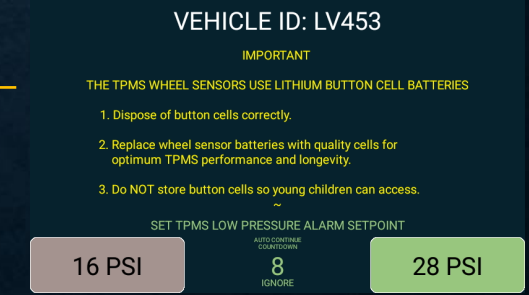 VEHICLE ID: LV453
IMPORTANT
THE TPMS WHEEL SENSORS USE LITHIUM BUTTON CELL BATTERIES
1. Dispose of button cells correctly.
2. Replace wheel sensor batteries with quality cells for
optimum TPMS performance and longevity.
3. Do NOT store button cells so young children can access.
~
SET TPMS LOW PRESSURE ALARM SETPOINT
16 PSI
AUTO CONTINUE
COUNTDOWN
8
IGNORE
28 PSI